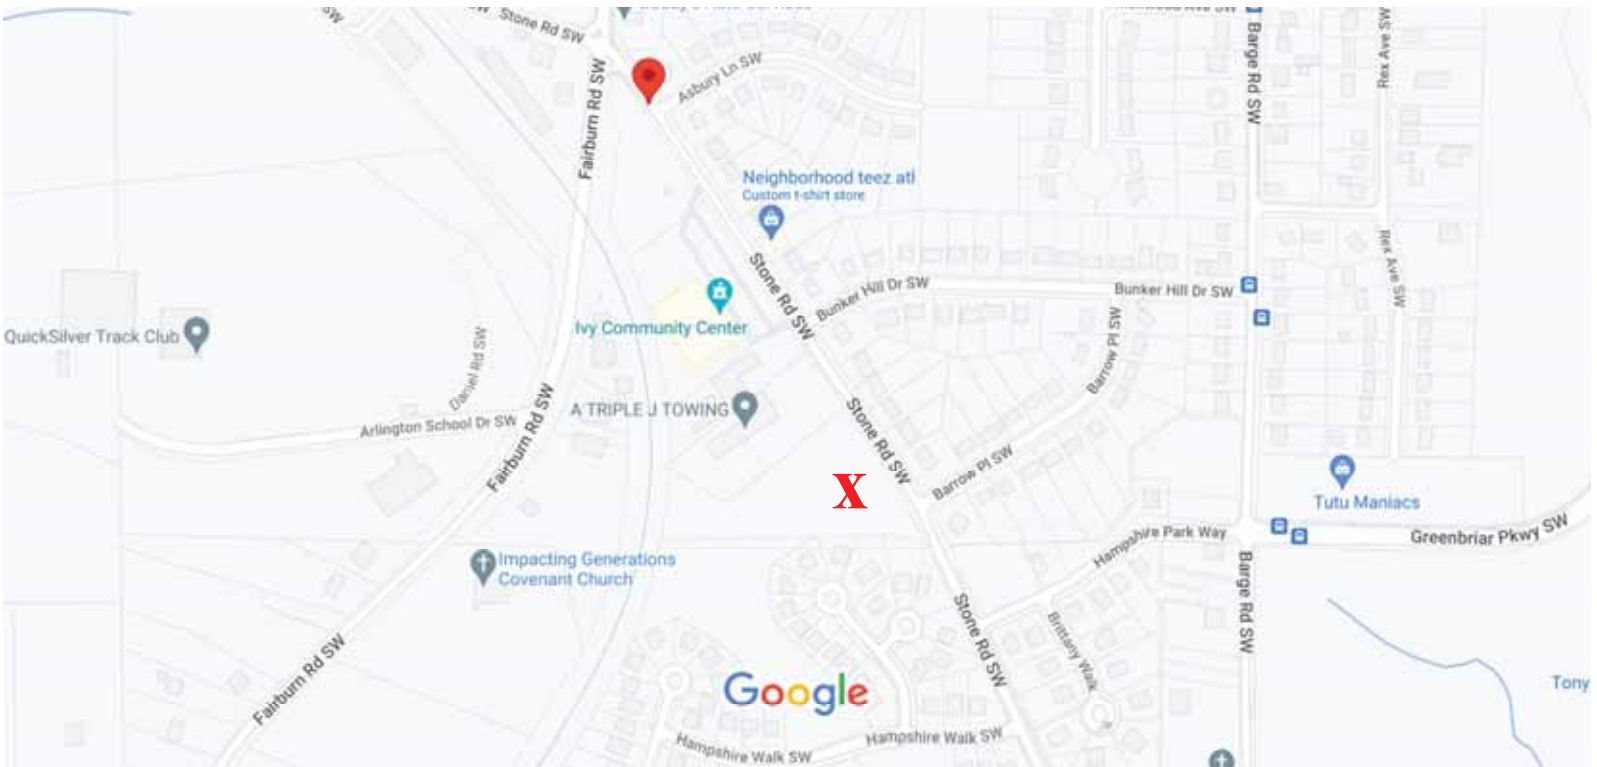 SW
Stone Rd SW
Barge Rd SW
Rex Ave SW
Asbury Ln SW
Fairburn Rd SW
Neighborhood teez atl
Custom t-shirt store
Stone Rd SW
Bunker Hill Dr SW
Bunker Hill Dr SW
Rex Ave SW
Ivy Community Center
QuickSilver Track Club
Daniel Rd SW
Barrow Pl SW
A TRIPLE J TOWING
Arlington School Dr SW
Fairburn Rd SW
Stone Rd SW
Barrow Pl SW
X
Tutu Maniacs
Hampshire Park Way
Greenbriar Pkwy SW
Impacting Generations
Covenant Church
Barge Rd SW
Stone Rd SW
Brittany Walk
Fairburn Rd SW
Google
Tony
Hampshire Walk SW
Hampshire Walk SW